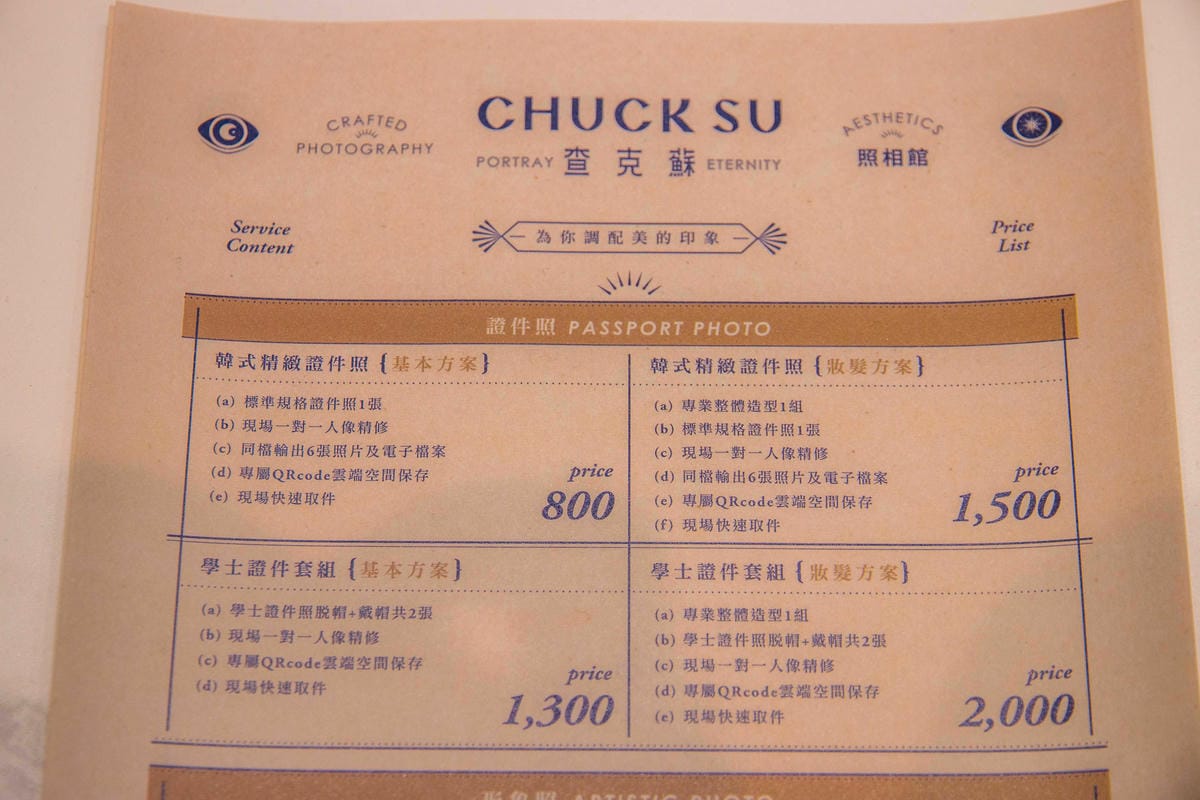 CRAFTED
PHOTOGRAPHY
CHUCK SU
PORTRAY 查克蘇 ETERNITY
AESTHETICS
照相館
Service
Content
為你調配美的印象
Price
List
證件照 PASSPORT PHOTO
韓式精緻證件照 {基本方案}
(a) 標準規格證件照1張
(b) 現場一對一人像精修
(c) 同檔輸出6張照片及電子檔案
(d) 專屬QRcode雲端空間保存
(e) 現場快速取件
price
800
韓式精緻證件照 {妝髮方案}
(a) 專業整體造型1組
(b) 標準規格證件照1張
(c) 現場一對一人像精修
(d) 同檔輸出6張照片及電子檔案
(e) 專屬QRcode雲端空間保存
(f) 現場快速取件
price
1,500
學士證件套組 {基本方案}
(a) 學士證件照脫帽+戴帽共2張
(b) 現場一對一人像精修
(c) 專屬QRcode雲端空間保存
(d) 現場快速取件
price
1,300
學士證件套組 {妝髮方案}
(a) 專業整體造型1組
(b) 學士證件照脫帽+戴帽共2張
(c) 現場一對一人像精修
(d) 專屬QRcode雲端空間保存
(e) 現場快速取件
price
2,000
形象照 ARTISTIC PHOTO